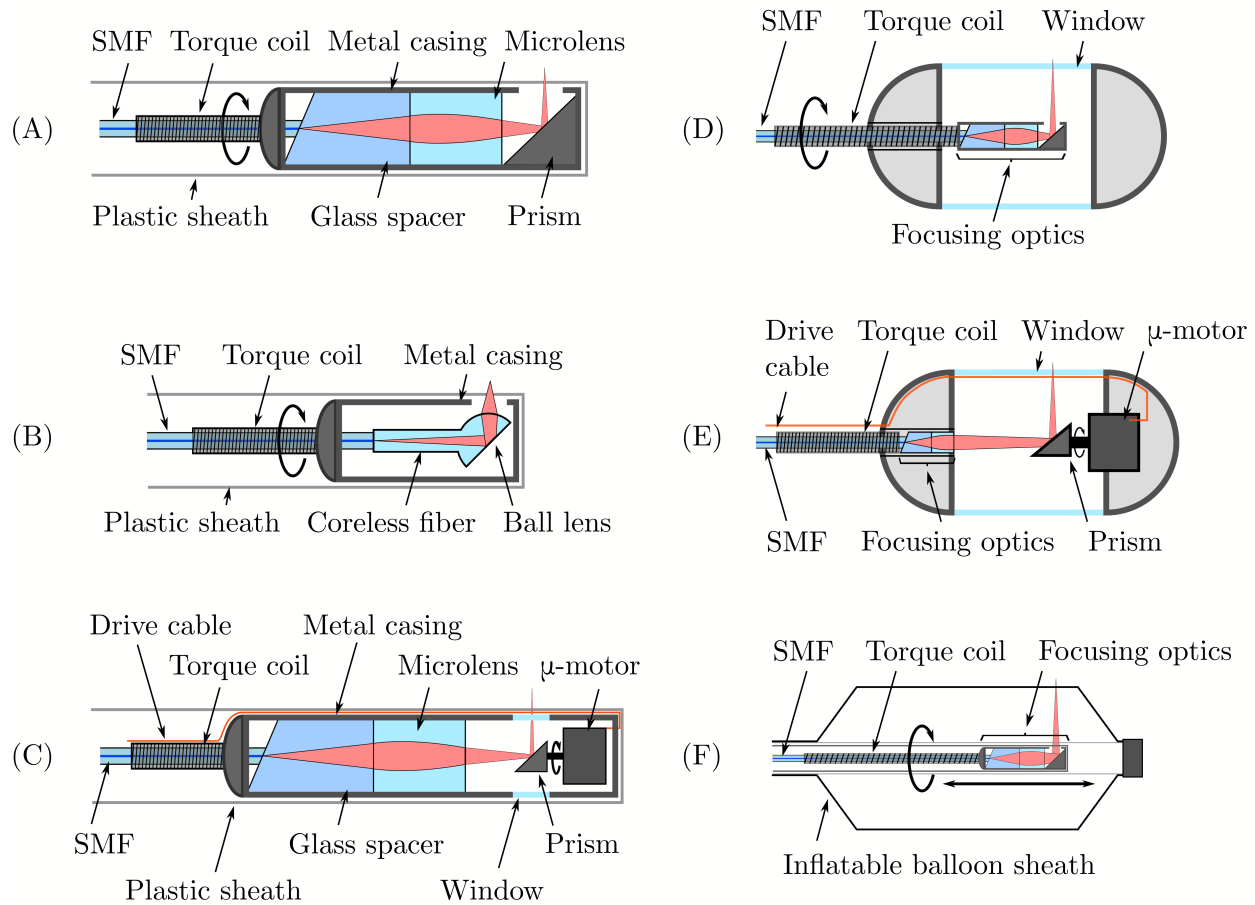 (A)
SMF
Torque coil
Metal casing
Microlens
Plastic sheath
Glass spacer
Prism
(B)
SMF
Torque coil
Metal casing
Plastic sheath
Coreless fiber
Ball lens
(C)
Drive cable
Metal casing
Torque coil
Microlens
μ-motor
SMF
Glass spacer
Prism
Plastic sheath
Window
(D)
SMF
Torque coil
Window
Focusing optics
(E)
Drive
cable
Torque coil
Window
μ-motor
SMF
Focusing optics
Prism
(F)
SMF
Torque coil
Focusing optics
Inflatable balloon sheath